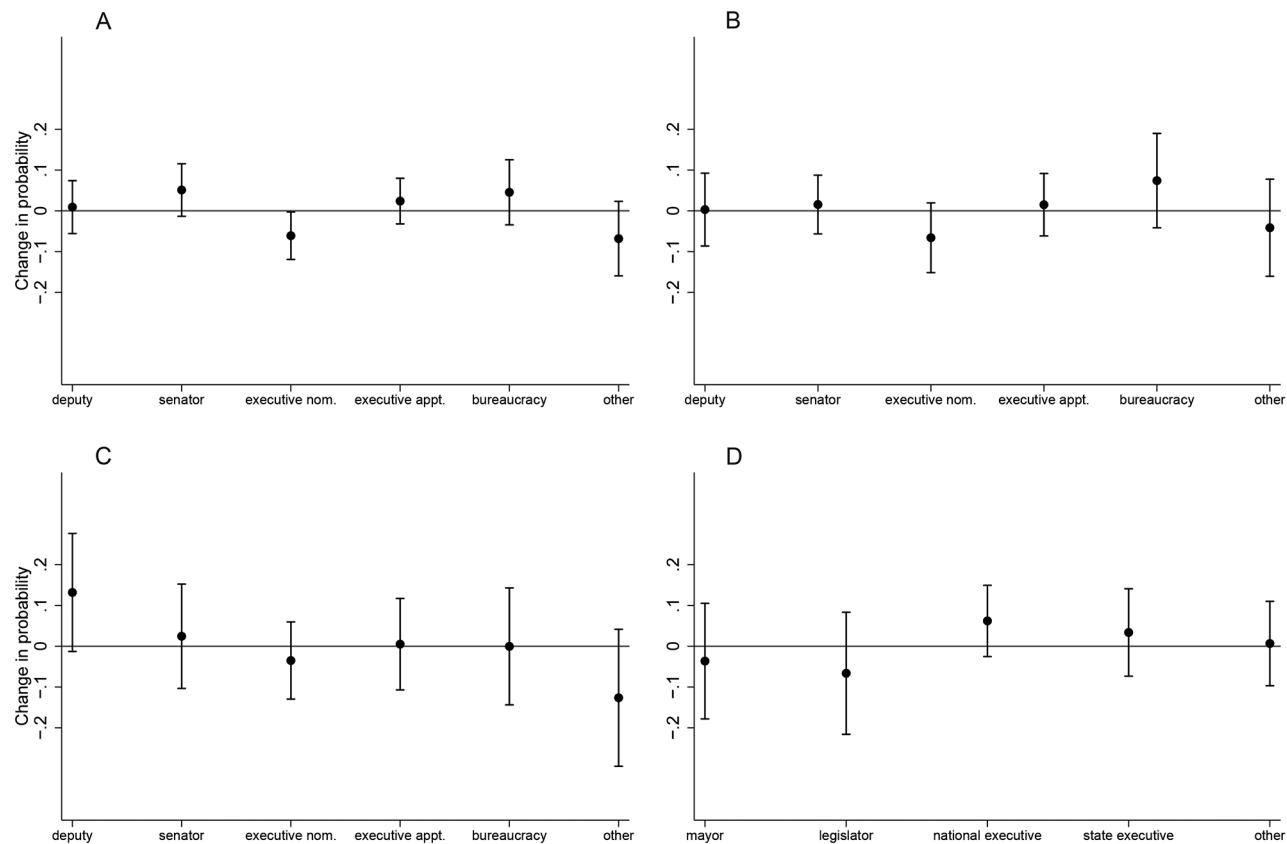 A
Change in probability
.2
.1
0
-.1
-.2
deputy senator executive nom. executive appt. bureaucracy other
B
.2
.1
0
-.1
-.2
deputy senator executive nom. executive appt. bureaucracy other
C
Change in probability
.2
.1
0
-.1
-.2
deputy senator executive nom. executive appt. bureaucracy other
D
.2
.1
0
-.1
-.2
mayor legislator national executive state executive other